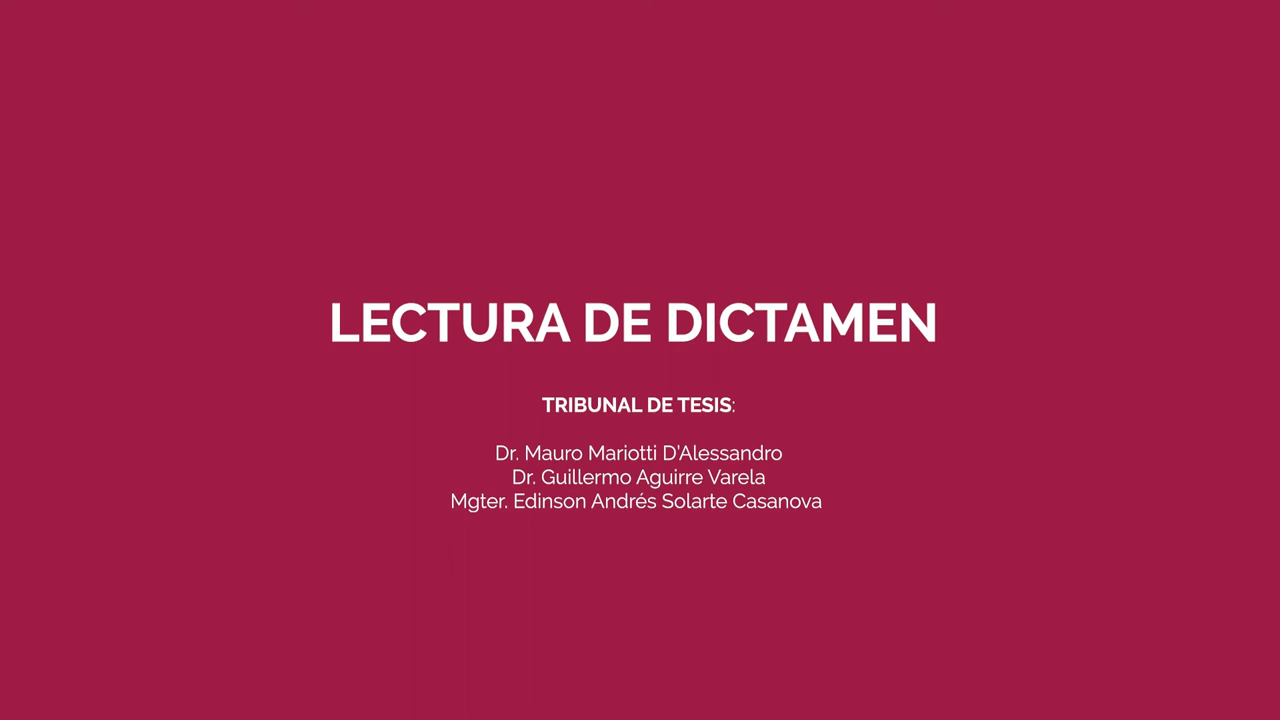 LECTURA DE DICTAMEN
TRIBUNAL DE TESIS:
Dr. Mauro Mariotti D'Alessandro
Dr. Guillermo Aguirre Varela
Mgter. Edinson Andrés Solarte Casanova